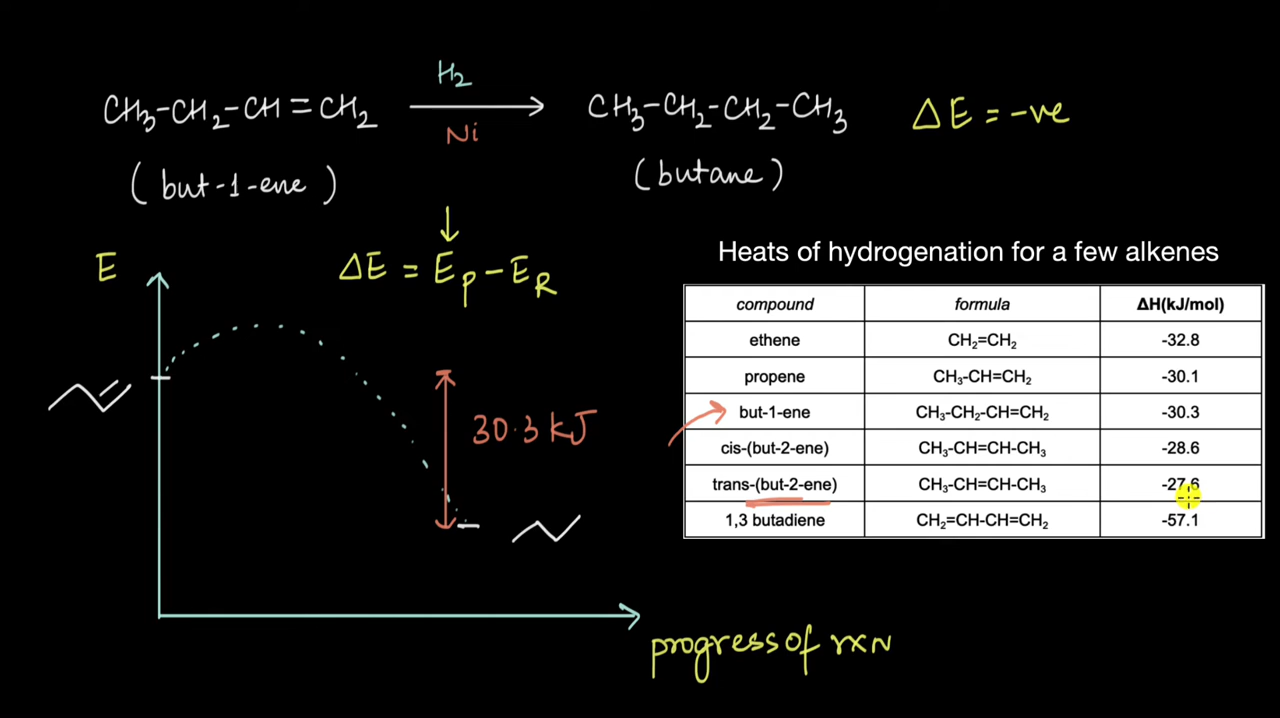 CH3-CH2-CH=CH2 H2 Ni CH3-CH2-CH2-CH3 ΔE = -ve
(but-1-ene) (butane)
E ΔE = EP - ER
30.3 kJ
progress of rxn
Heats of hydrogenation for a few alkenes
compound formula ΔH(kJ/mol)
ethene CH2=CH2 -32.8
propene CH3-CH=CH2 -30.1
but-1-ene CH3-CH2-CH=CH2 -30.3
cis-(but-2-ene) CH3-CH=CH-CH3 -28.6
trans-(but-2-ene) CH3-CH=CH-CH3 -27.6
1,3 butadiene CH2=CH-CH=CH2 -57.1